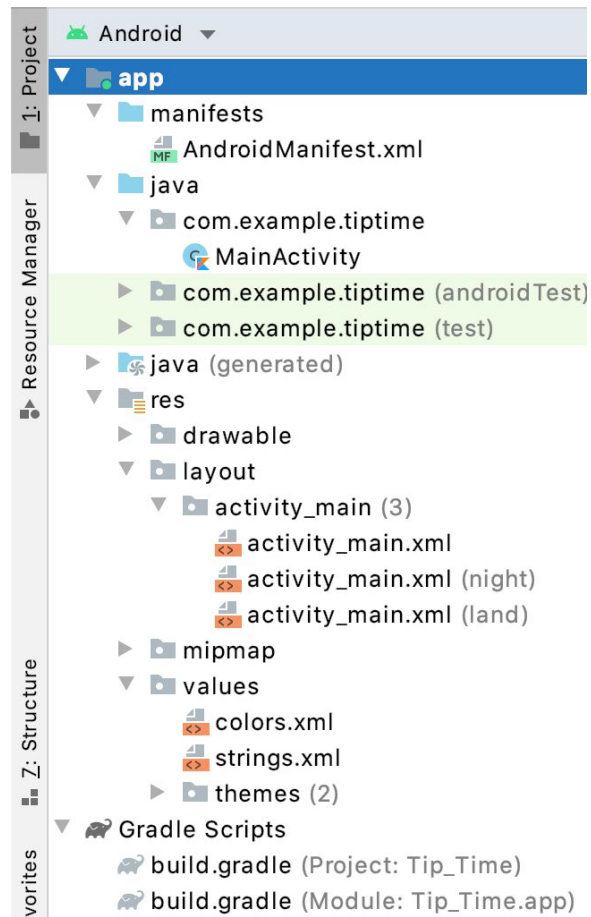 Android
app
manifests
MF AndroidManifest.xml
java
com.example.tiptime
MainActivity
com.example.tiptime (androidTest)
com.example.tiptime (test)
java (generated)
res
drawable
layout
activity_main (3)
activity_main.xml
activity_main.xml (night)
activity_main.xml (land)
mipmap
values
colors.xml
strings.xml
themes (2)
Gradle Scripts
build.gradle (Project: Tip_Time)
build.gradle (Module: Tip_Time.app)
1: Project
Resource Manager
Z: Structure
vorites